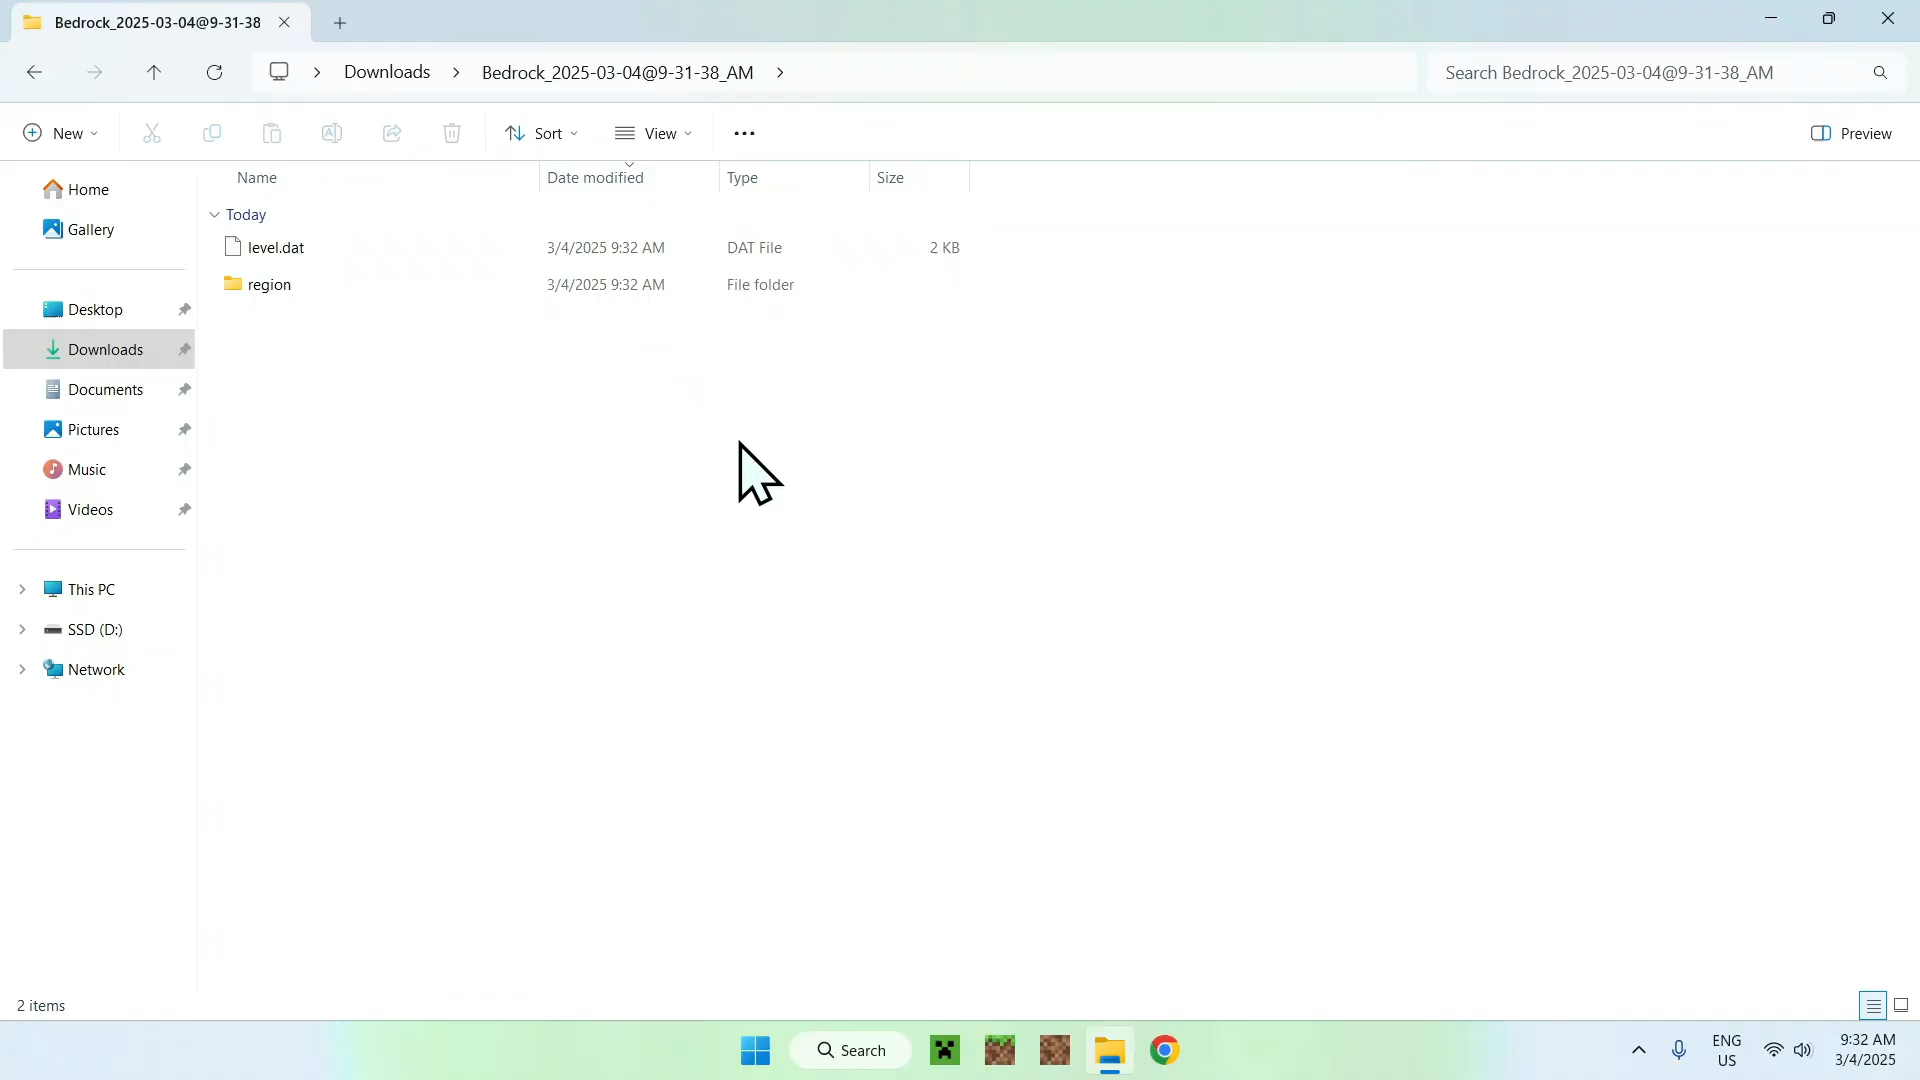 Bedrock_2025-03-04@9-31-38
Downloads Bedrock_2025-03-04@9-31-38_AM Search Bedrock_2025-03-04@9-31-38_AM
New Sort View Preview
Name Date modified Type Size
Home
Gallery
Desktop
Downloads
Documents
Pictures
Music
Videos
This PC
SSD (D:)
Network
Today
level.dat 3/4/2025 9:32 AM DAT File 2 KB
region 3/4/2025 9:32 AM File folder
2 items
Search
ENG
US
9:32 AM
3/4/2025